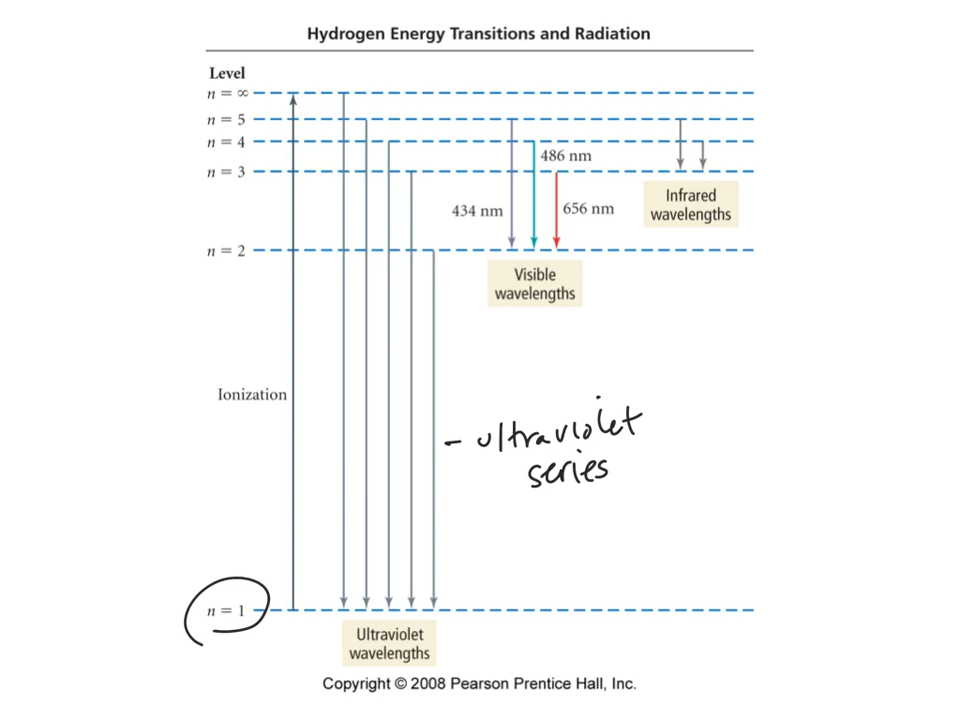 Hydrogen Energy Transitions and Radiation
Level
n = ∞
n = 5
n = 4
486 nm
n = 3
Infrared
wavelengths
434 nm
656 nm
n = 2
Visible
wavelengths
Ionization
- ultraviolet
series
n = 1
Ultraviolet
wavelengths
Copyright © 2008 Pearson Prentice Hall, Inc.